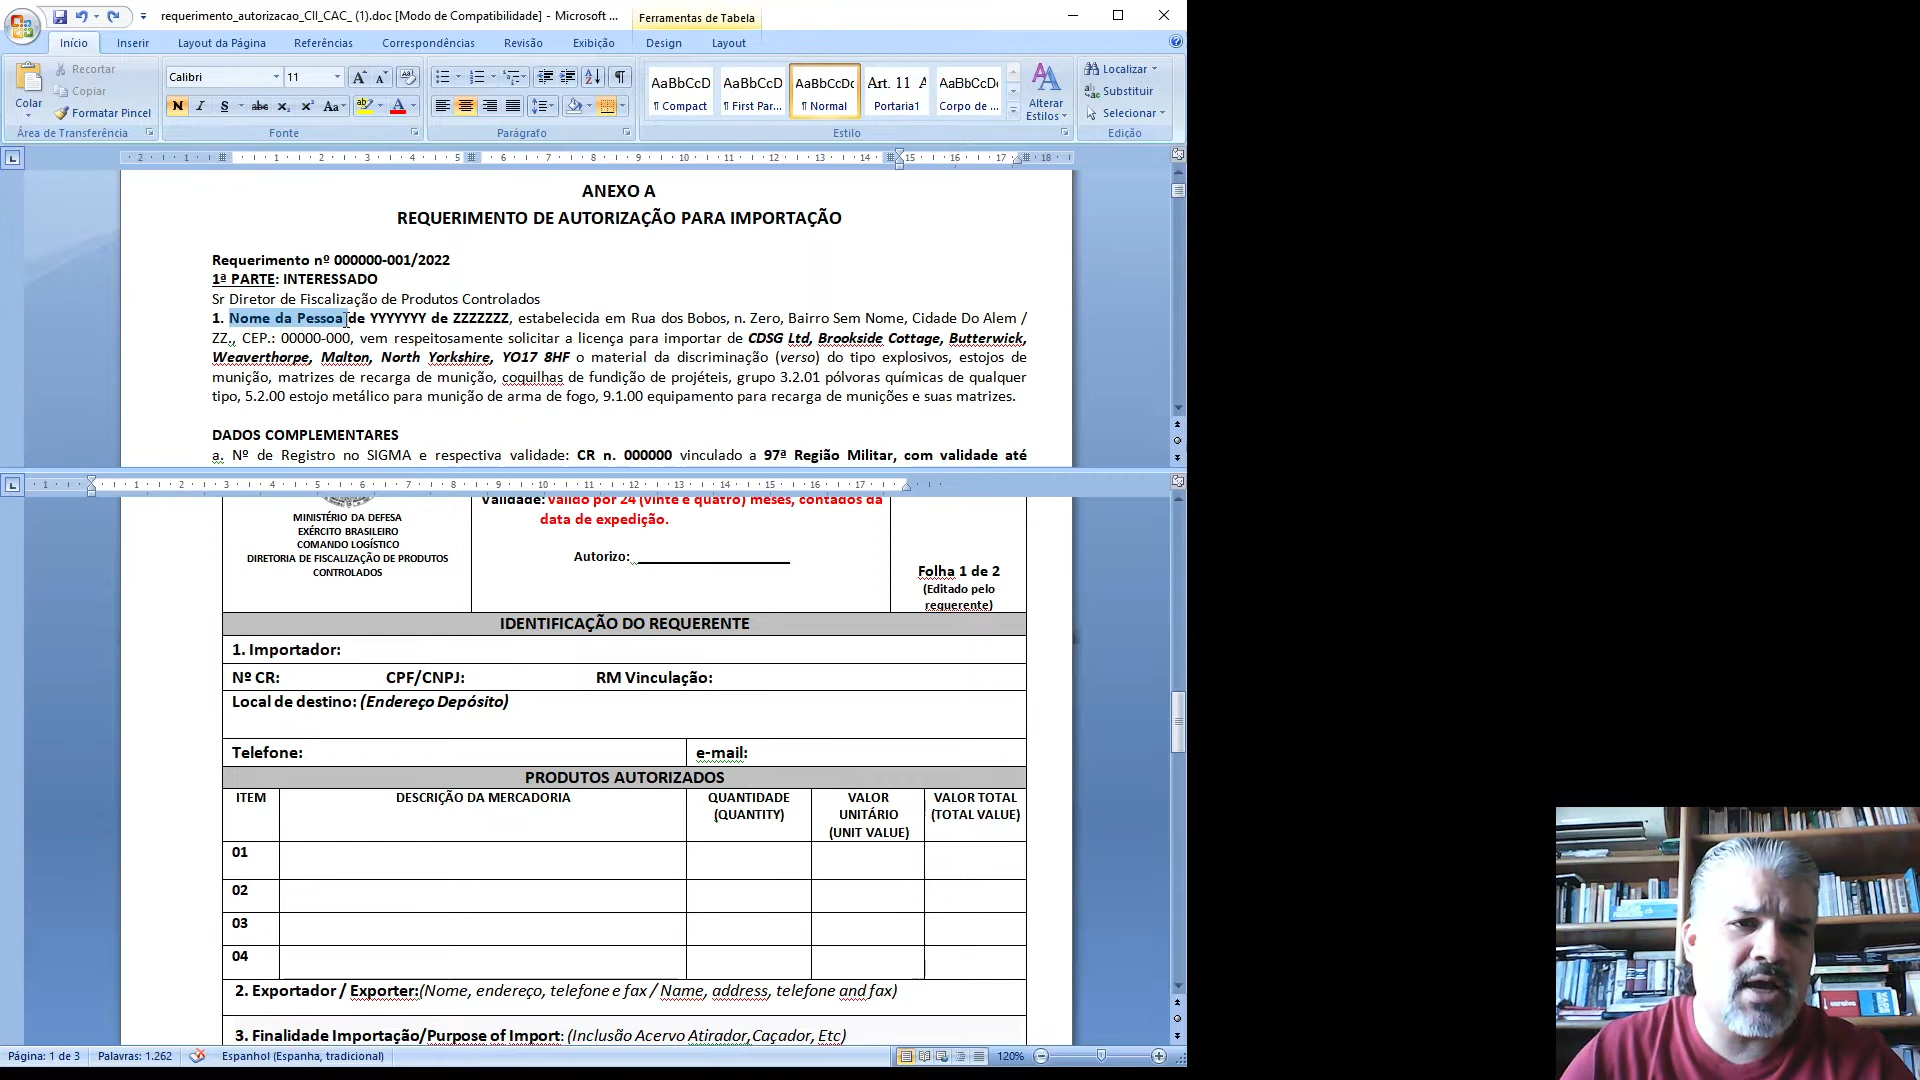 requerimento_autorizacao_CII_CAC_ (1).doc [Modo de Compatibilidade] - Microsoft ...
Ferramentas de Tabela
Início Inserir Layout da Página Referências Correspondências Revisão Exibição Design Layout
Colar
Recortar
Copiar
Formatar Pincel
Área de Transferência
Calibri 11
Fonte
Parágrafo
AaBbCcD AaBbCcD AaBbCcDc Art. 11 A AaBbCcDc
¶ Compact ¶ First Par... ¶ Normal Portaria1 Corpo de ...
Alterar
Estilos
Estilo
Localizar
Substituir
Selecionar
Edição
ANEXO A
REQUERIMENTO DE AUTORIZAÇÃO PARA IMPORTAÇÃO
Requerimento nº 000000-001/2022
1ª PARTE: INTERESSADO
Sr Diretor de Fiscalização de Produtos Controlados
1. Nome da Pessoa de YYYYYYY de ZZZZZZZ, estabelecida em Rua dos Bobos, n. Zero, Bairro Sem Nome, Cidade Do Alem /
ZZ., CEP.: 00000-000, vem respeitosamente solicitar a licença para importar de CDSG Ltd, Brookside Cottage, Butterwick,
Weaverthorpe, Malton, North Yorkshire, YO17 8HF o material da discriminação (verso) do tipo explosivos, estojos de
munição, matrizes de recarga de munição, coquilhas de fundição de projéteis, grupo 3.2.01 pólvoras químicas de qualquer
tipo, 5.2.00 estojo metálico para munição de arma de fogo, 9.1.00 equipamento para recarga de munições e suas matrizes.
DADOS COMPLEMENTARES
a. Nº de Registro no SIGMA e respectiva validade: CR n. 000000 vinculado a 97ª Região Militar, com validade até
Validade: válido por 24 (vinte e quatro) meses, contados da
data de expedição.
MINISTÉRIO DA DEFESA
EXÉRCITO BRASILEIRO
COMANDO LOGÍSTICO
DIRETORIA DE FISCALIZAÇÃO DE PRODUTOS
CONTROLADOS
Autorizo:
Folha 1 de 2
(Editado pelo
requerente)
IDENTIFICAÇÃO DO REQUERENTE
1. Importador:
Nº CR: CPF/CNPJ: RM Vinculação:
Local de destino: (Endereço Depósito)
Telefone: e-mail:
PRODUTOS AUTORIZADOS
ITEM DESCRIÇÃO DA MERCADORIA QUANTIDADE VALOR VALOR TOTAL
(QUANTITY) UNITÁRIO (TOTAL VALUE)
(UNIT VALUE)
01
02
03
04
2. Exportador / Exporter:(Nome, endereço, telefone e fax / Name, address, telefone and fax)
3. Finalidade Importação/Purpose of Import: (Inclusão Acervo Atirador,Caçador, Etc)
Página: 1 de 3 Palavras: 1.262 Espanhol (Espanha, tradicional) 120%